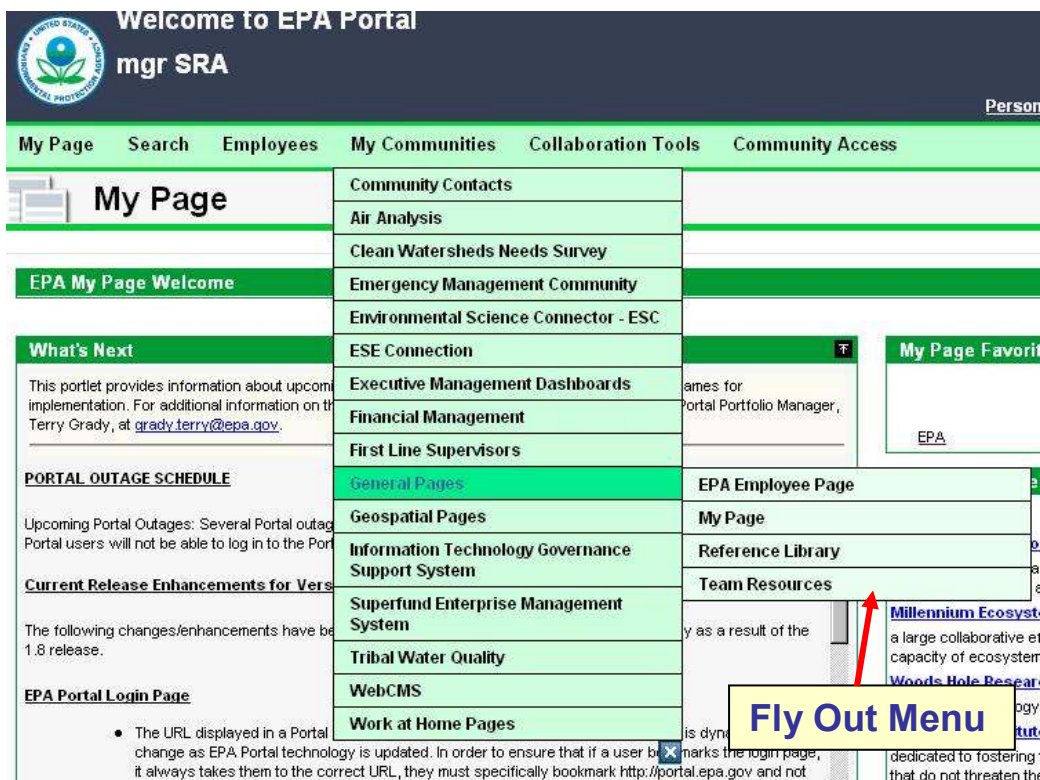 Welcome to EPA Portal
mgr SRA
Person
My Page Search Employees My Communities Collaboration Tools Community Access
My Page
Community Contacts
Air Analysis
Clean Watersheds Needs Survey
Emergency Management Community
Environmental Science Connector - ESC
ESE Connection
Executive Management Dashboards
Financial Management
First Line Supervisors
General Pages
Geospatial Pages
Information Technology Governance
Support System
Superfund Enterprise Management
System
Tribal Water Quality
WebCMS
Work at Home Pages
EPA Employee Page
My Page
Reference Library
Team Resources
Fly Out Menu
EPA My Page Welcome
What's Next
This portlet provides information about upcomi ames for
implementation. For additional information on th Portal Portfolio Manager,
Terry Grady, at grady.terry@epa.gov.
PORTAL OUTAGE SCHEDULE
Upcoming Portal Outages: Several Portal outag
Portal users will not be able to log in to the Port
Current Release Enhancements for Vers
The following changes/enhancements have be y as a result of the
1.8 release.
EPA Portal Login Page
• The URL displayed in a Portal is dyna
change as EPA Portal technology is updated. In order to ensure that if a user bo marks the login page,
it always takes them to the correct URL, they must specifically bookmark http://portal.epa.gov and not
My Page Favorit
EPA
Millennium Ecosyste
a large collaborative ef
capacity of ecosystem
Woods Hole Resear
ogy
tute
dedicated to fostering
that do not threaten the